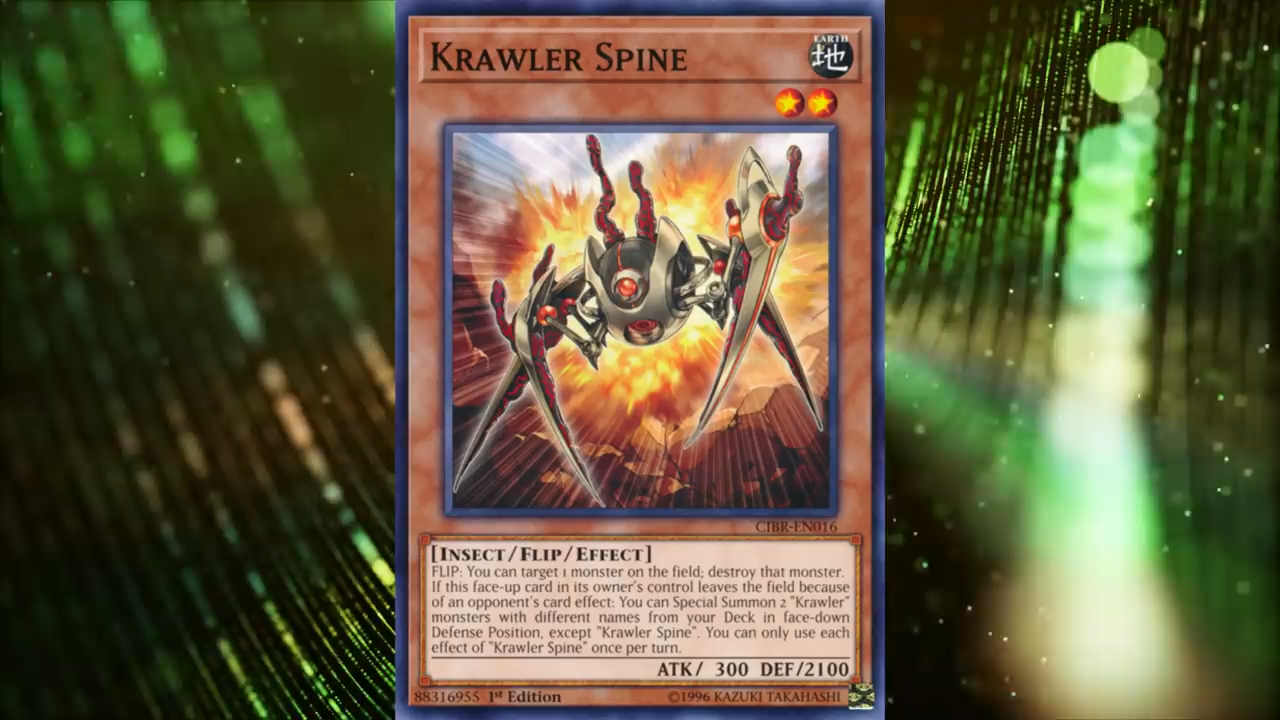 KRAWLER SPINE
EARTH
地
CIBR-EN016
[INSECT/FLIP/EFFECT]
FLIP: You can target 1 monster on the field; destroy that monster.
If this face-up card in its owner's control leaves the field because
of an opponent's card effect: You can Special Summon 2 "Krawler"
monsters with different names from your Deck in face-down
Defense Position, except "Krawler Spine". You can only use each
effect of "Krawler Spine" once per turn.
ATK/ 300 DEF/2100
88316955 1st Edition ©1996 KAZUKI TAKAHASHI